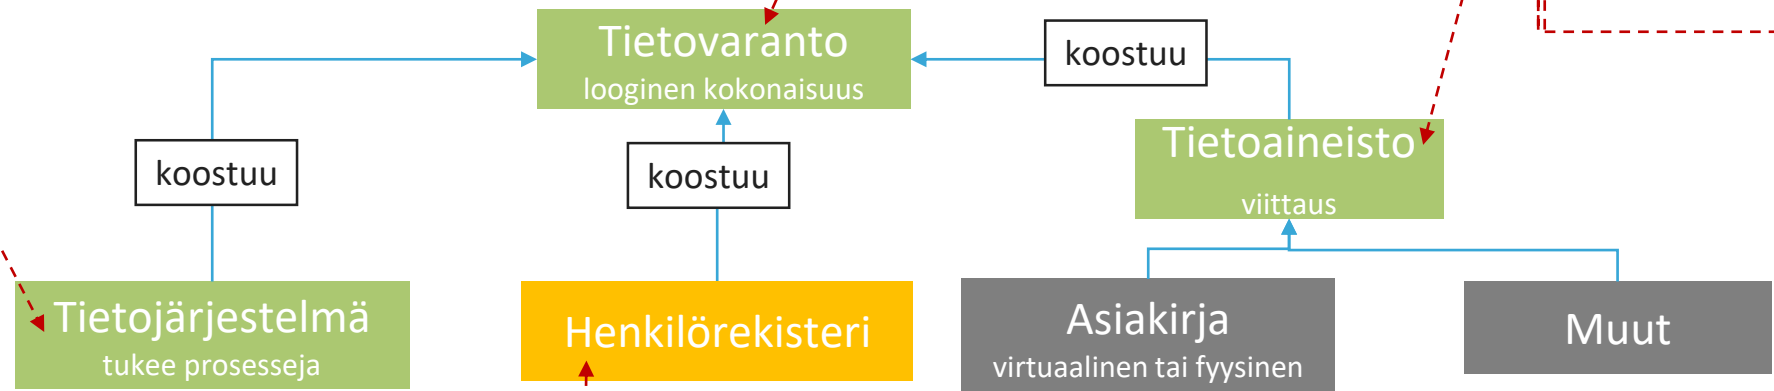 Tietovaranto
looginen kokonaisuus
koostuu
koostuu
koostuu
Tietoaineisto
viittaus
Tietojärjestelmä
tukee prosesseja
Henkilörekisteri
Asiakirja
virtuaalinen tai fyysinen
Muut